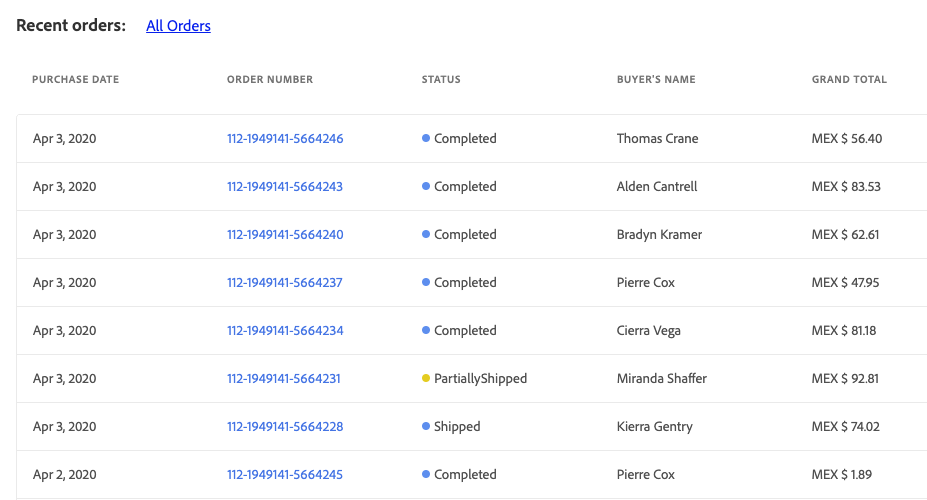 Recent orders: All Orders
PURCHASE DATE ORDER NUMBER STATUS BUYER'S NAME GRAND TOTAL
Apr 3, 2020 112-1949141-5664246 Completed Thomas Crane MEX $ 56.40
Apr 3, 2020 112-1949141-5664243 Completed Alden Cantrell MEX $ 83.53
Apr 3, 2020 112-1949141-5664240 Completed Bradyn Kramer MEX $ 62.61
Apr 3, 2020 112-1949141-5664237 Completed Pierre Cox MEX $ 47.95
Apr 3, 2020 112-1949141-5664234 Completed Cierra Vega MEX $ 81.18
Apr 3, 2020 112-1949141-5664231 PartiallyShipped Miranda Shaffer MEX $ 92.81
Apr 3, 2020 112-1949141-5664228 Shipped Kierra Gentry MEX $ 74.02
Apr 2, 2020 112-1949141-5664245 Completed Pierre Cox MEX $ 1.89